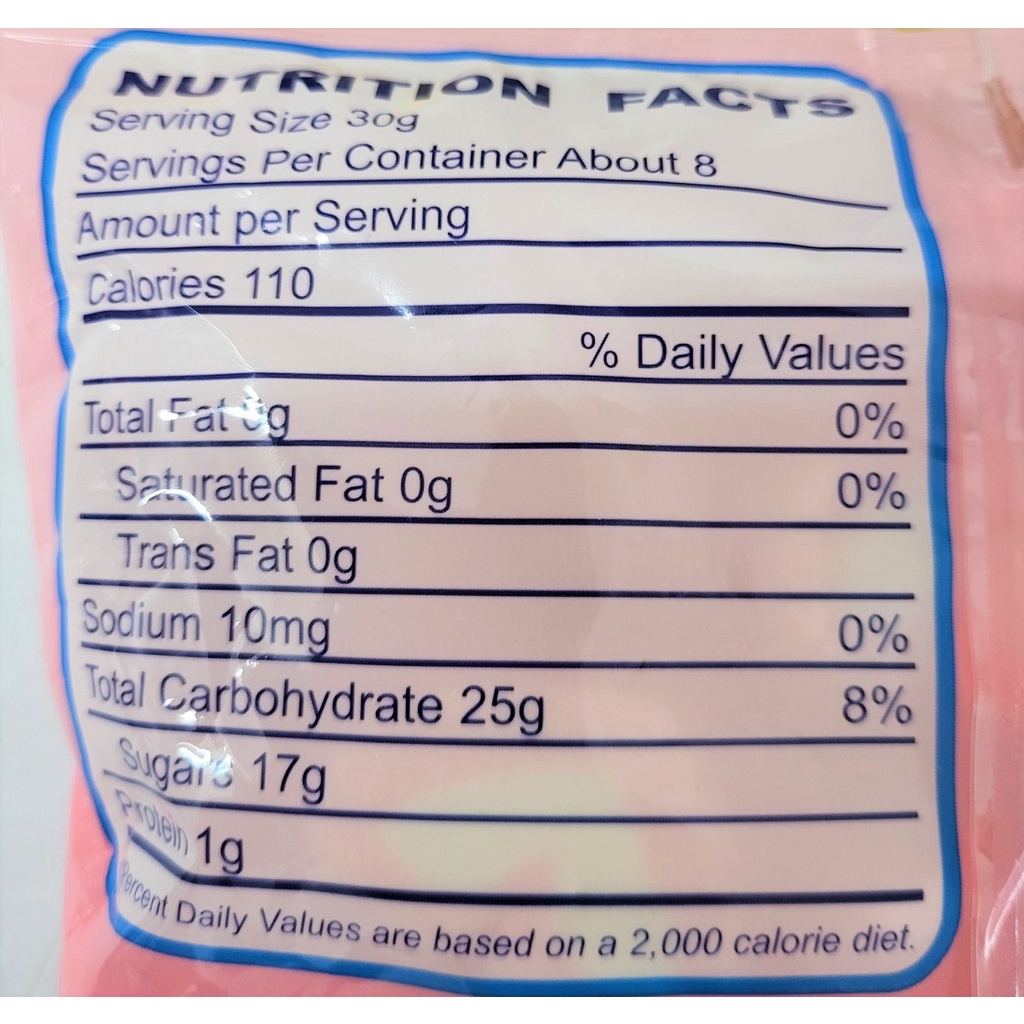 NUTRITION FACTS
Serving Size 30g
Servings Per Container About 8
Amount per Serving
Calories 110
% Daily Values
Total Fat 0g 0%
Saturated Fat 0g 0%
Trans Fat 0g
Sodium 10mg 0%
Total Carbohydrate 25g 8%
Sugars 17g
Protein 1g
Percent Daily Values are based on a 2,000 calorie diet.